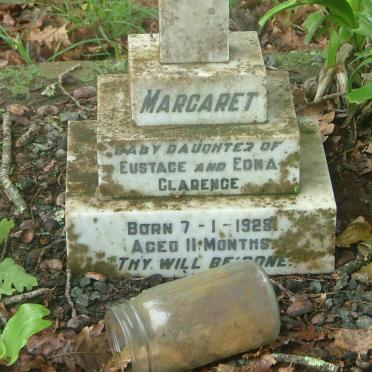 MARGARET
BABY DAUGHTER OF
EUSTACE AND EDNA
CLARENCE
BORN 7-1-1929.
AGED 11 MONTHS.
THY WILL BE DONE.